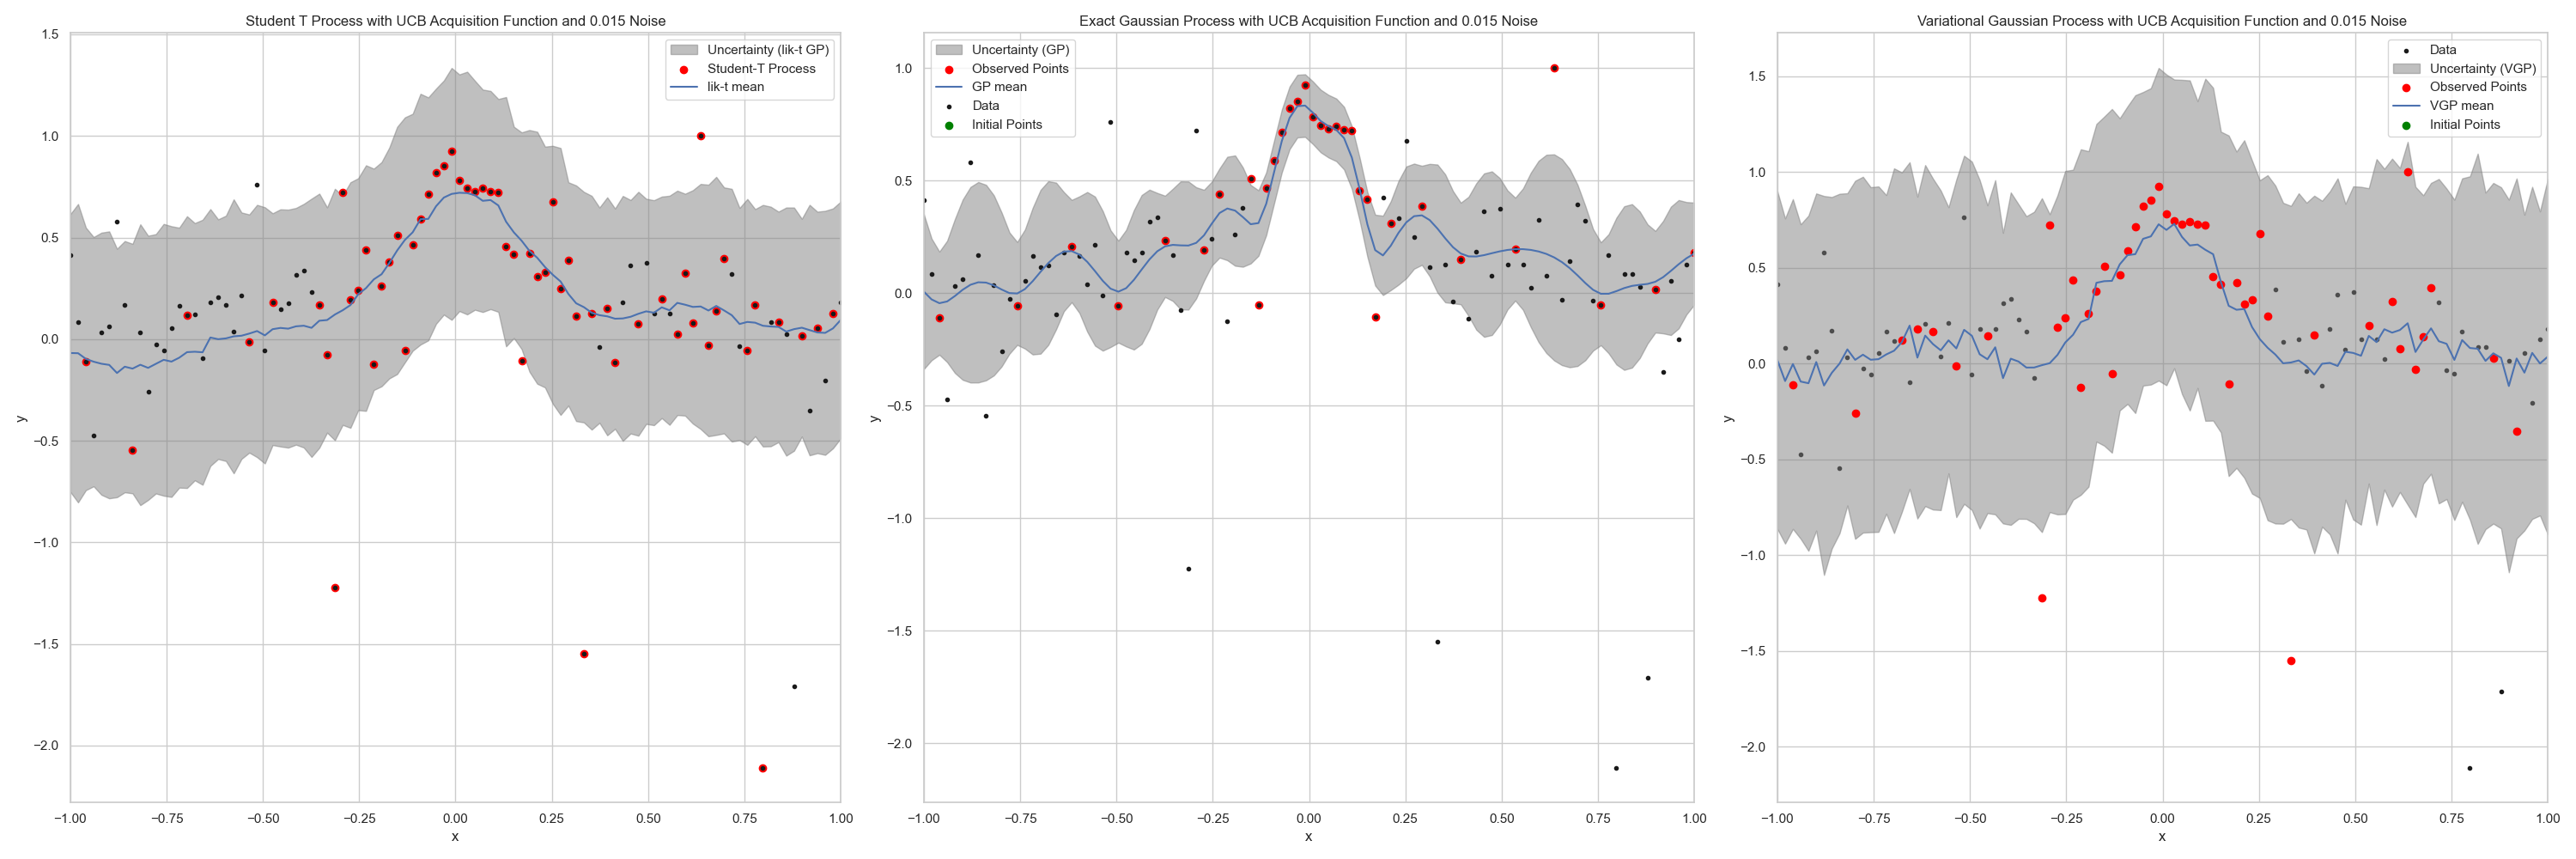 Student T Process with UCB Acquisition Function and 0.015 Noise
1.5
1.0
0.5
0.0
−0.5
−1.0
−1.5
−2.0
y
Uncertainty (lik-t GP)
Student-T Process
lik-t mean
−1.00 −0.75 −0.50 −0.25 0.00 0.25 0.50 0.75 1.00
x
Exact Gaussian Process with UCB Acquisition Function and 0.015 Noise
1.0
0.5
0.0
−0.5
−1.0
−1.5
−2.0
y
Uncertainty (GP)
Observed Points
GP mean
Data
Initial Points
−1.00 −0.75 −0.50 −0.25 0.00 0.25 0.50 0.75 1.00
x
Variational Gaussian Process with UCB Acquisition Function and 0.015 Noise
1.5
1.0
0.5
0.0
−0.5
−1.0
−1.5
−2.0
y
Data
Uncertainty (VGP)
Observed Points
VGP mean
Initial Points
−1.00 −0.75 −0.50 −0.25 0.00 0.25 0.50 0.75 1.00
x